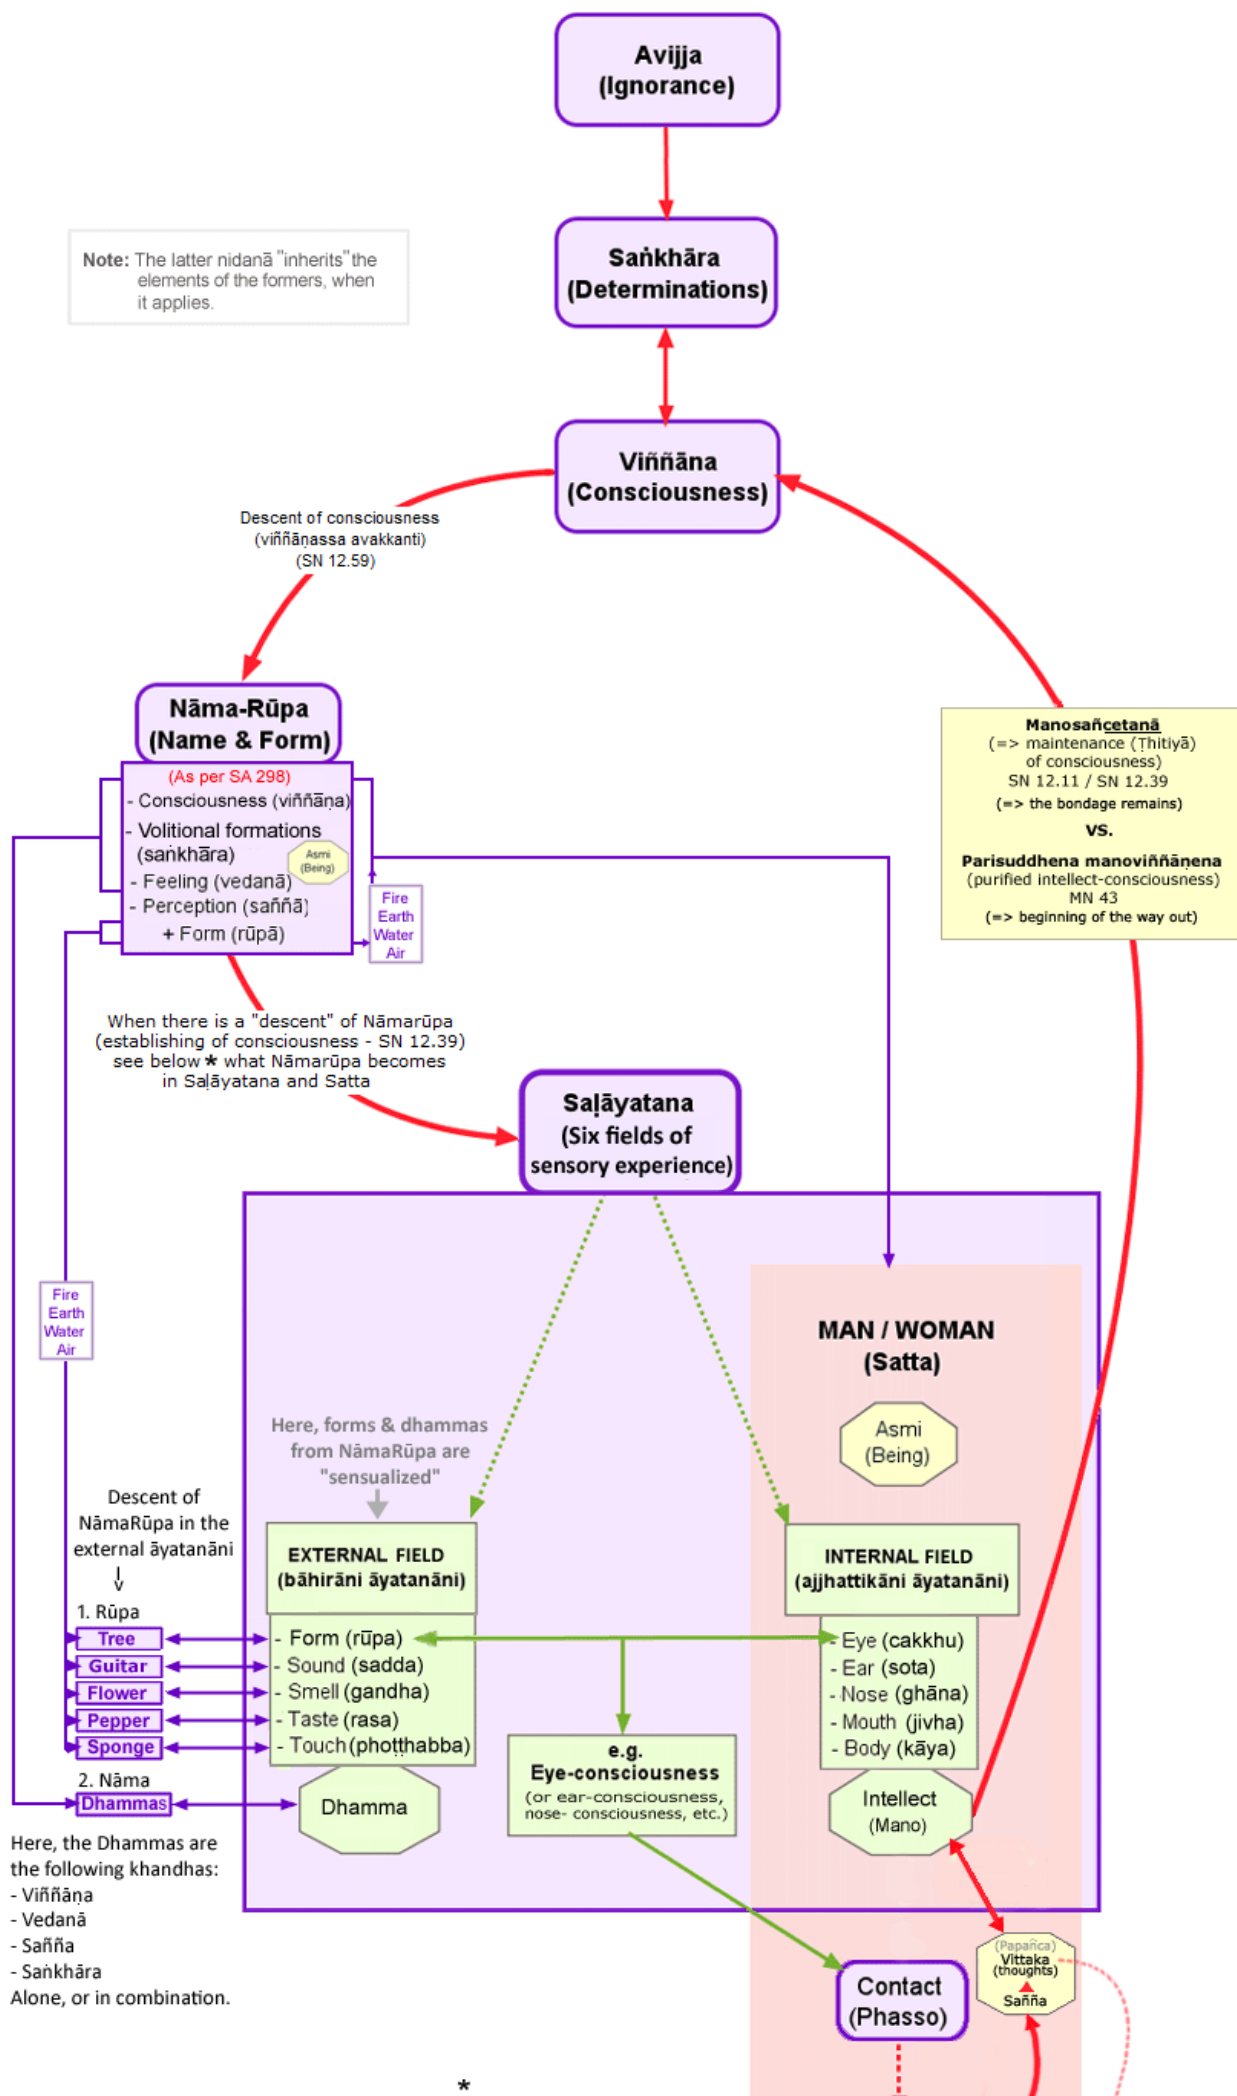 Avijja
(Ignorance)
Note: The latter nidanā "inherits" the
elements of the formers, when
it applies.
Saṅkhāra
(Determinations)
Viññāna
(Consciousness)
Descent of consciousness
(viññāṇassa avakkanti)
(SN 12.59)
Nāma-Rūpa
(Name & Form)
(As per SA 298)
- Consciousness (viññāṇa)
- Volitional formations
(saṅkhāra)
- Feeling (vedanā)
- Perception (saññā)
+ Form (rūpā)
Asmi
(Being)
Fire
Earth
Water
Air
Manosañcetanā
(=> maintenance (Ṭhitiyā)
of consciousness)
SN 12.11 / SN 12.39
(=> the bondage remains)
VS.
Parisuddhena manoviññāṇena
(purified intellect-consciousness)
MN 43
(=> beginning of the way out)
When there is a "descent" of Nāmarūpa
(establishing of consciousness - SN 12.39)
see below * what Nāmarūpa becomes
in Saḷāyatana and Satta
Saḷāyatana
(Six fields of
sensory experience)
Fire
Earth
Water
Air
MAN / WOMAN
(Satta)
Asmi
(Being)
Here, forms & dhammas
from NāmaRūpa are
"sensualized"
Descent of
NāmaRūpa in the
external āyatanāni
EXTERNAL FIELD
(bāhirāni āyatanāni)
INTERNAL FIELD
(ajjhattikāni āyatanāni)
1. Rūpa
Tree
Guitar
Flower
Pepper
Sponge
2. Nāma
Dhammas
- Form (rūpa)
- Sound (sadda)
- Smell (gandha)
- Taste (rasa)
- Touch (phoṭṭhabba)
Dhamma
- Eye (cakkhu)
- Ear (sota)
- Nose (ghāna)
- Mouth (jivha)
- Body (kāya)
Intellect
(Mano)
e.g.
Eye-consciousness
(or ear-consciousness,
nose- consciousness, etc.)
Here, the Dhammas are
the following khandhas:
- Viññāṇa
- Vedanā
- Sañña
- Saṅkhāra
Alone, or in combination.
(Papañca)
Vittaka
(thoughts)
Sañña
Contact
(Phasso)
*